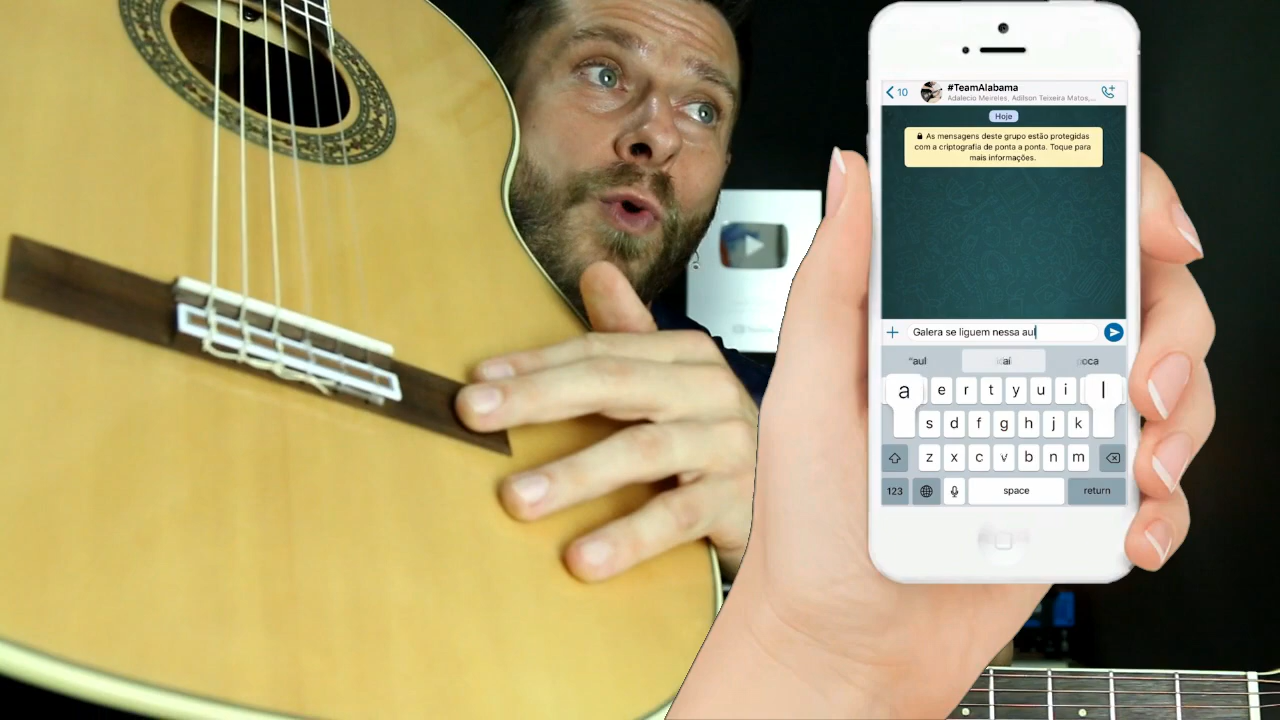 10
#TeamAlabama
Adalecio Meireles, Adilson Teixeira Matos,...
Hoje
As mensagens deste grupo estão protegidas
com a criptografia de ponta a ponta. Toque para
mais informações.
Galera se liguem nessa aul
“aul
a e r t y u i l
s d f g h j k
z x c v b n m
123 space return